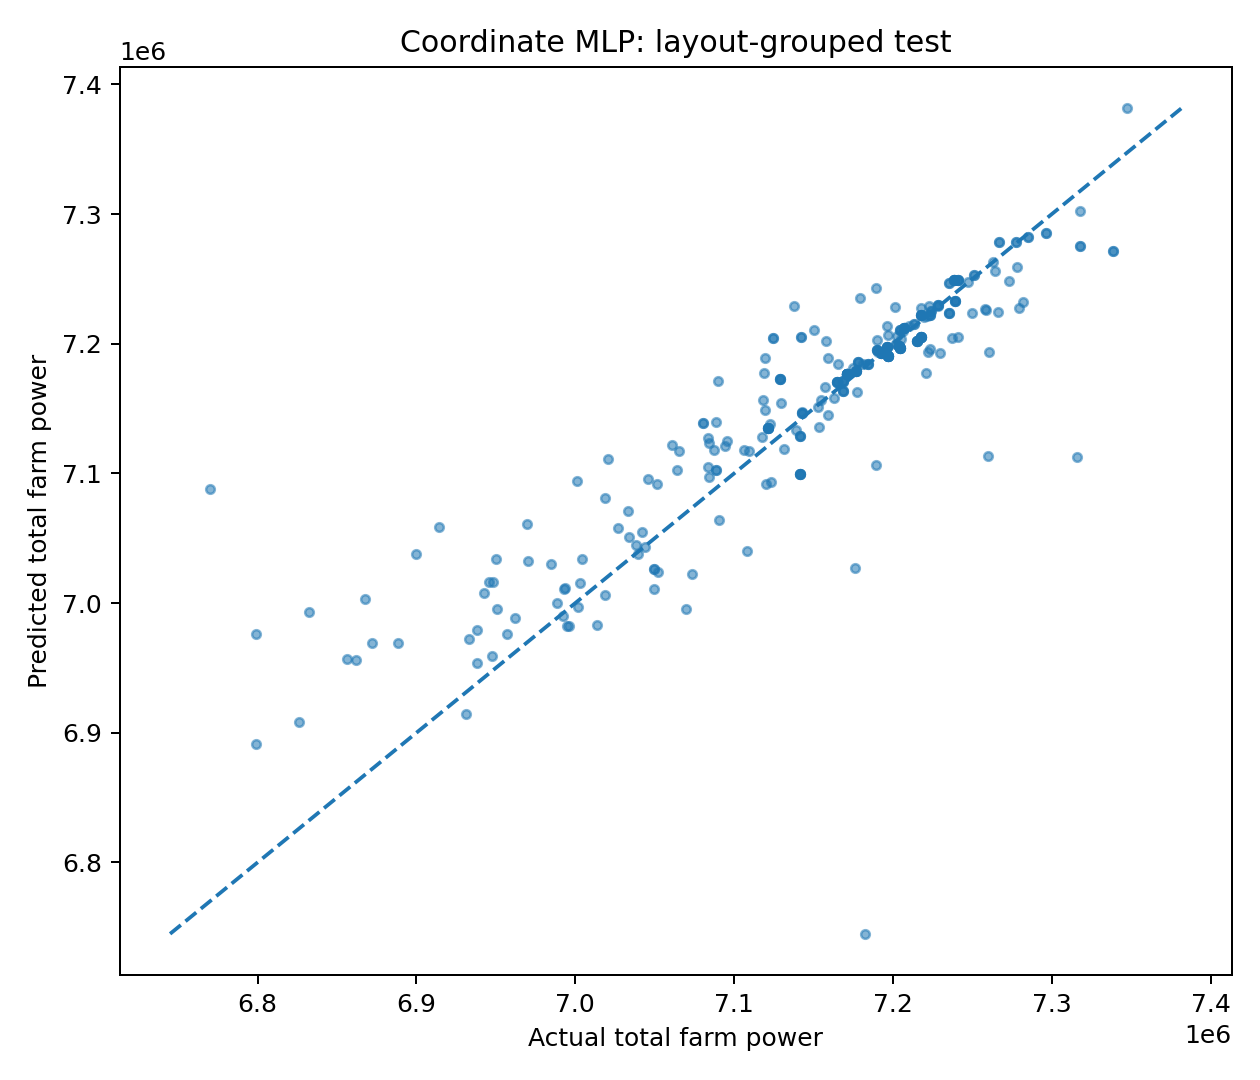 Coordinate MLP: layout-grouped test
1e6
7.4
7.3
7.2
7.1
7.0
6.9
6.8
Predicted total farm power
6.8 6.9 7.0 7.1 7.2 7.3 7.4
1e6
Actual total farm power